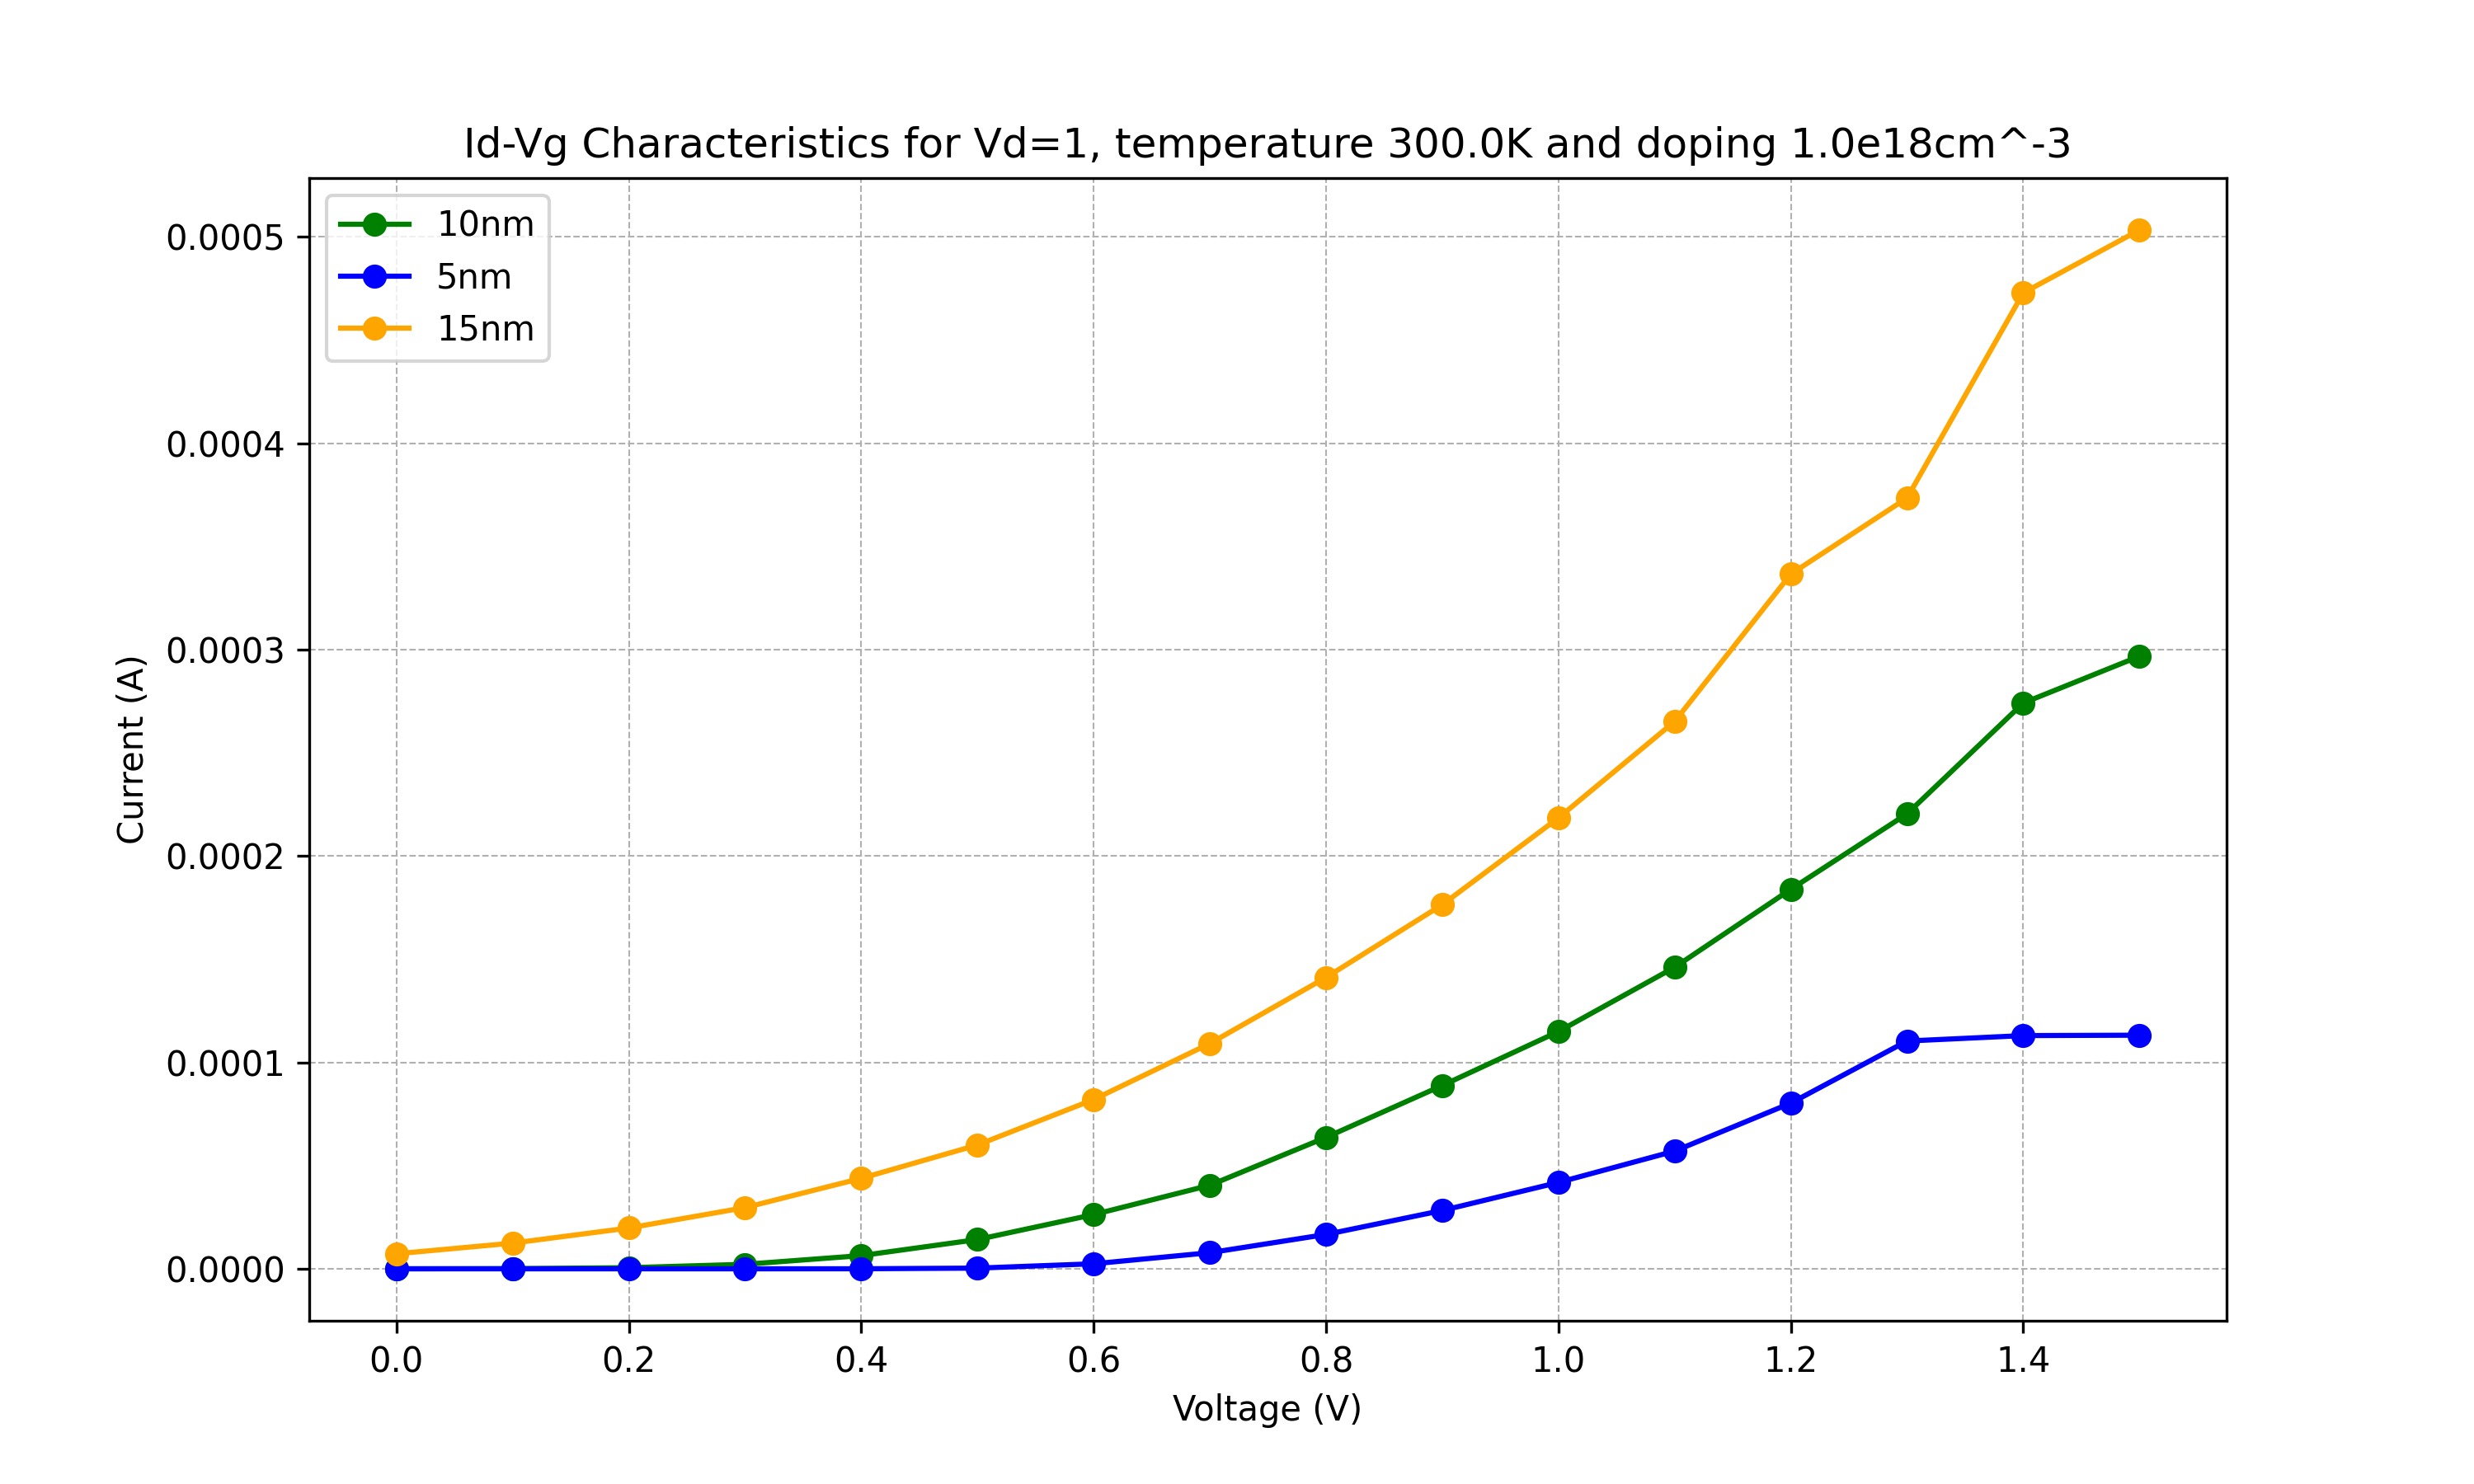 Id-Vg Characteristics for Vd=1, temperature 300.0K and doping 1.0e18cm^-3
10nm
5nm
15nm
0.0005
0.0004
0.0003
0.0002
0.0001
0.0000
Current (A)
0.0 0.2 0.4 0.6 0.8 1.0 1.2 1.4
Voltage (V)